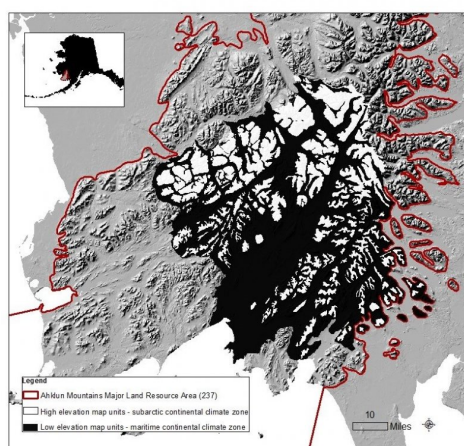 Legend
Ahklun Mountains Major Land Resource Area (237)
High elevation map units - subarctic continental climate zone
Low elevation map units - maritime continental climate zone
10
Miles